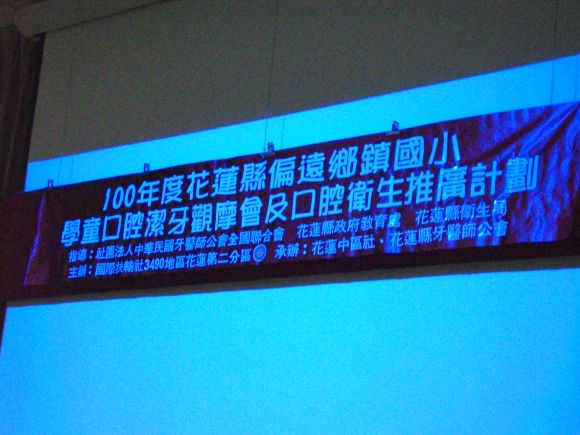 100年度花蓮縣偏遠鄉鎮國小
學童口腔潔牙觀摩會及口腔衛生推廣計劃
指導：社團法人中華民國牙醫師公會全國聯合會 花蓮縣政府教育處 花蓮縣衛生局
主辦：國際扶輪社3490地區花蓮第二分區 承辦：花蓮中區社、花蓮縣牙醫師公會